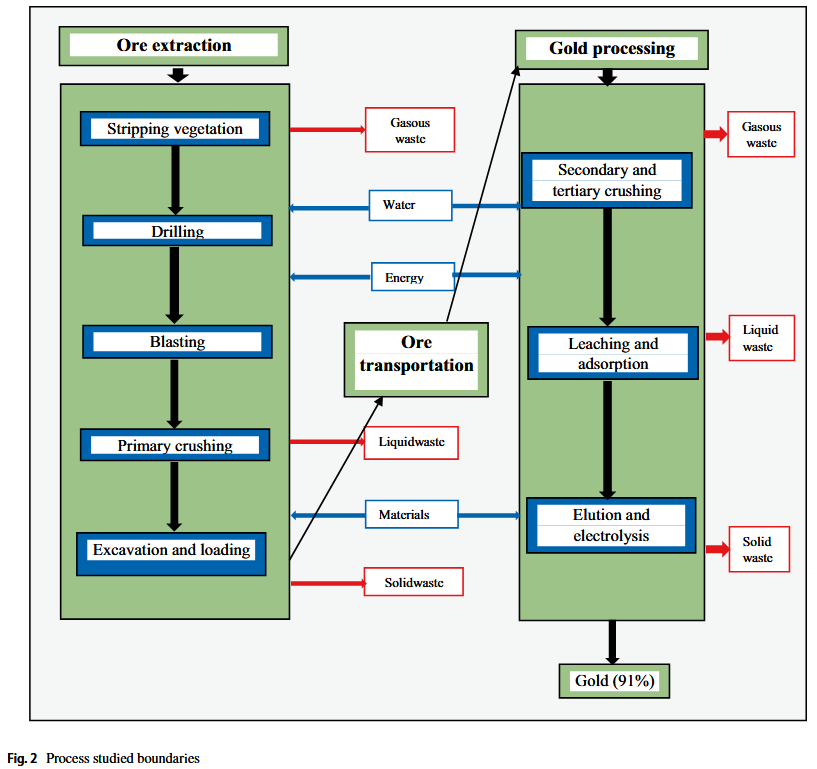 Ore extraction
Stripping vegetation
Drilling
Blasting
Primary crushing
Excavation and loading
Gasous
waste
Water
Energy
Ore
transportation
Liquidwaste
Materials
Solidwaste
Gold processing
Secondary and
tertiary crushing
Leaching and
adsorption
Elution and
electrolysis
Gasous
waste
Liquid
waste
Solid
waste
Gold (91%)
Fig. 2 Process studied boundaries